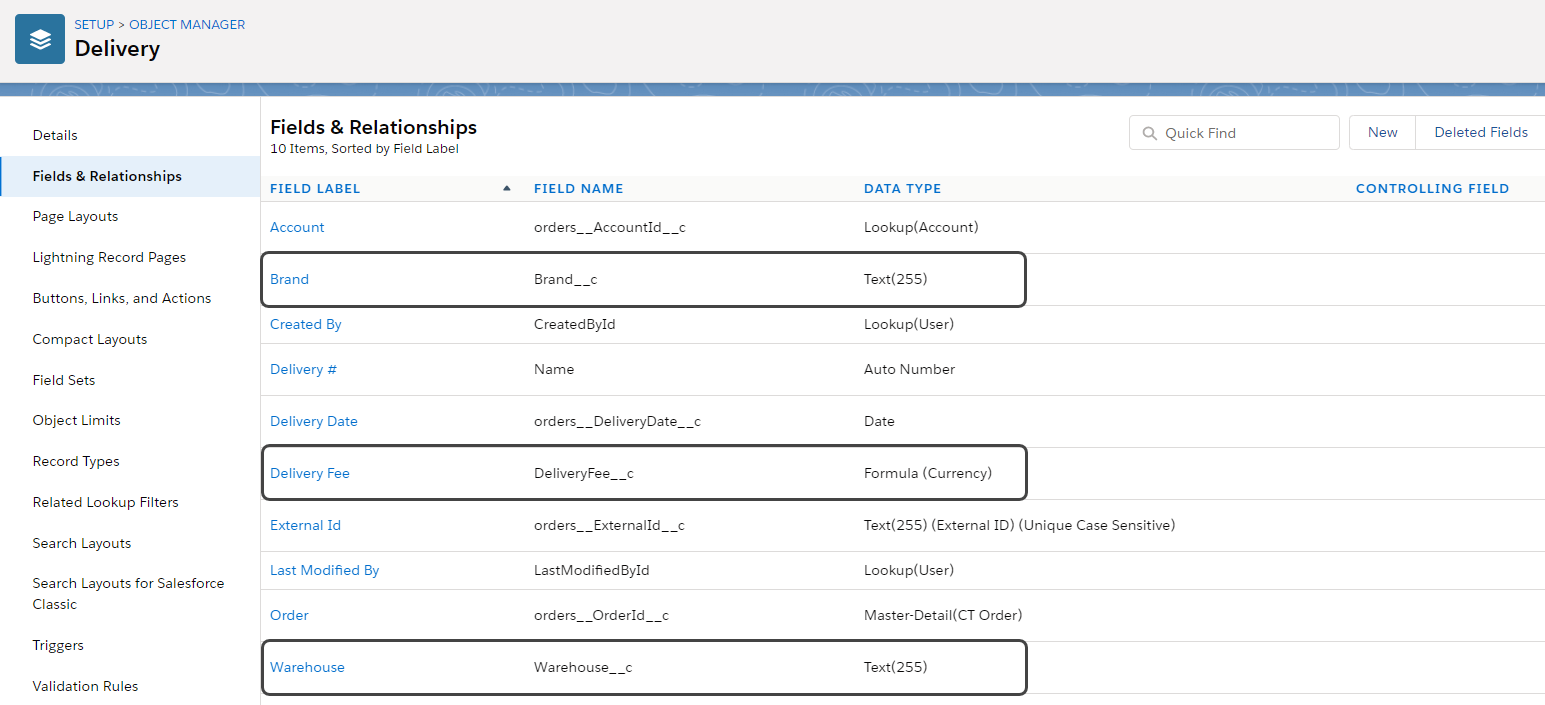 SETUP > OBJECT MANAGER
Delivery
Details
Fields & Relationships
Page Layouts
Lightning Record Pages
Buttons, Links, and Actions
Compact Layouts
Field Sets
Object Limits
Record Types
Related Lookup Filters
Search Layouts
Search Layouts for Salesforce
Classic
Triggers
Validation Rules
Fields & Relationships
10 Items, Sorted by Field Label
Quick Find
New
Deleted Fields
FIELD LABEL FIELD NAME DATA TYPE CONTROLLING FIELD
Account orders__AccountId__c Lookup(Account)
Brand Brand__c Text(255)
Created By CreatedById Lookup(User)
Delivery # Name Auto Number
Delivery Date orders__DeliveryDate__c Date
Delivery Fee DeliveryFee__c Formula (Currency)
External Id orders__ExternalId__c Text(255) (External ID) (Unique Case Sensitive)
Last Modified By LastModifiedById Lookup(User)
Order orders__OrderId__c Master-Detail(CT Order)
Warehouse Warehouse__c Text(255)